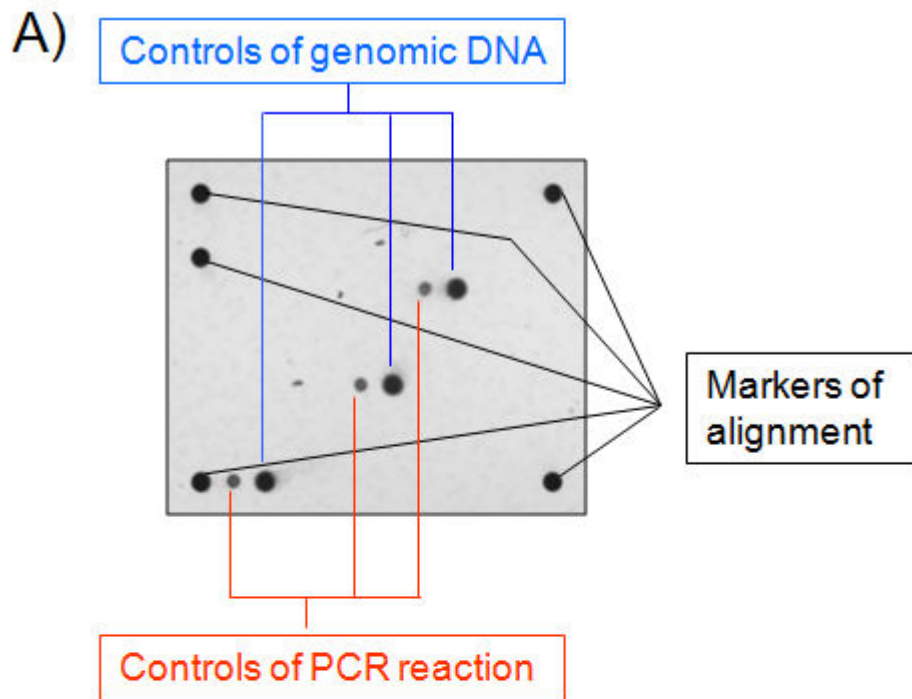 A)
Controls of genomic DNA
Markers of
alignment
Controls of PCR reaction